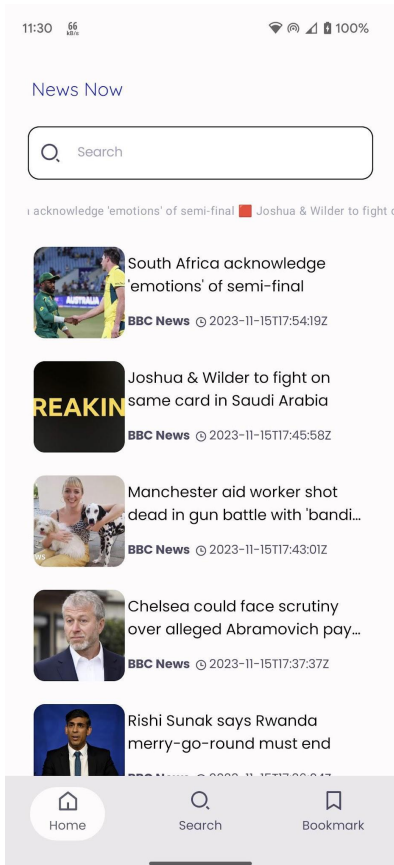 11:30 66 100%
kB/s
News Now
Search
acknowledge 'emotions' of semi-final 🟥 Joshua & Wilder to fight
South Africa acknowledge
'emotions' of semi-final
AUSTRALIA
BBC News 2023-11-15T17:54:19Z
Joshua & Wilder to fight on
same card in Saudi Arabia
REAKIN
BBC News 2023-11-15T17:45:58Z
Manchester aid worker shot
dead in gun battle with 'bandi...
BBC News 2023-11-15T17:43:01Z
Chelsea could face scrutiny
over alleged Abramovich pay...
BBC News 2023-11-15T17:37:37Z
Rishi Sunak says Rwanda
merry-go-round must end
Home Search Bookmark